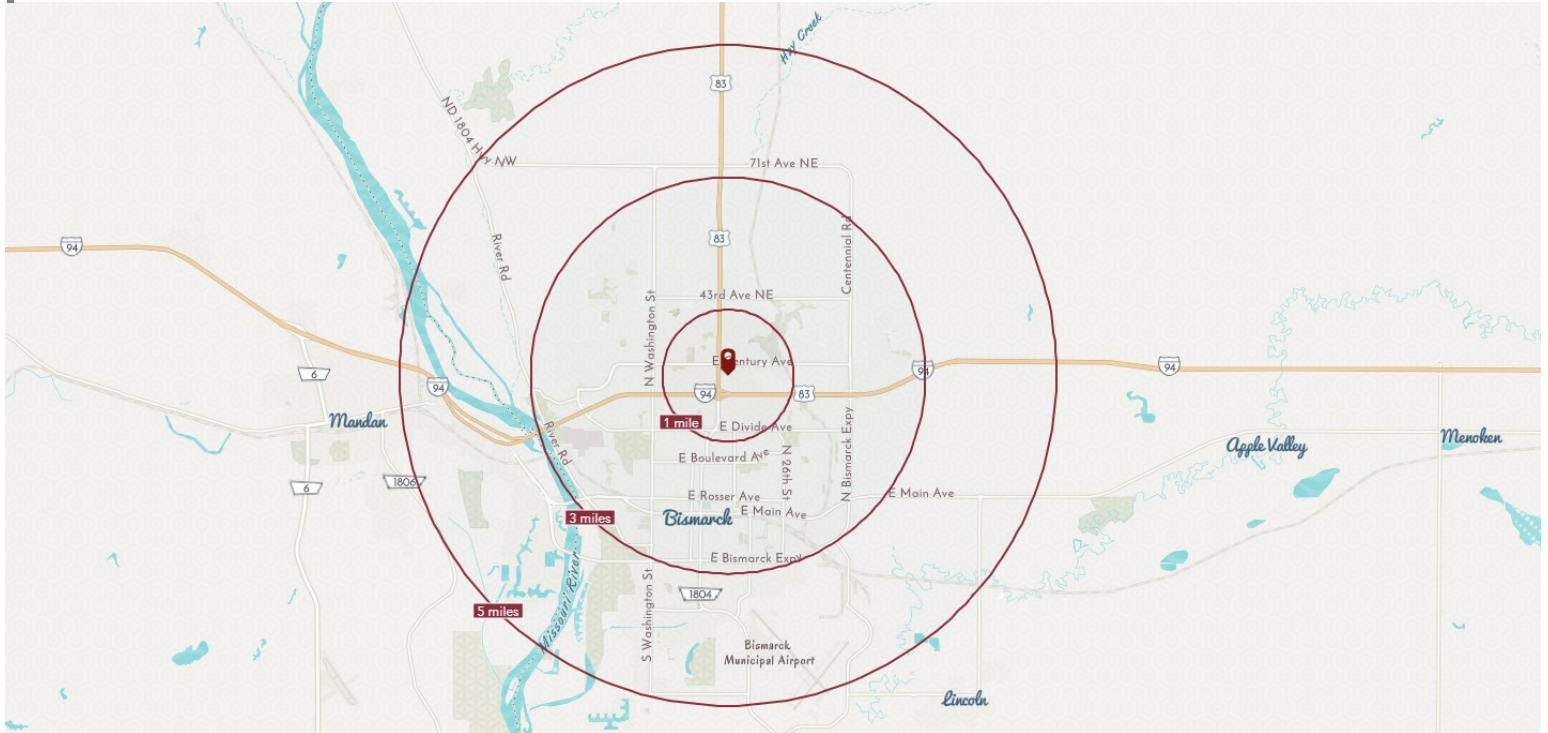 Hay Creek
83
ND 1804 Hwy NW
71st Ave NE
Centennial Rd
94
River Rd
83
N Washington St
43rd Ave NE
E Century Ave
6
94
94
83
94
94
Mandan
1 mile
E Divide Ave
N Bismarck Expy
River Rd
E Boulevard Ave
N 26th St
Apple Valley
Menoken
1806
6
E Rosser Ave
E Main Ave
E Main Ave
3 miles
Bismarck
E Bismarck Expy
1804
Missouri River
5 miles
S Washington St
Bismarck
Municipal Airport
Lincoln